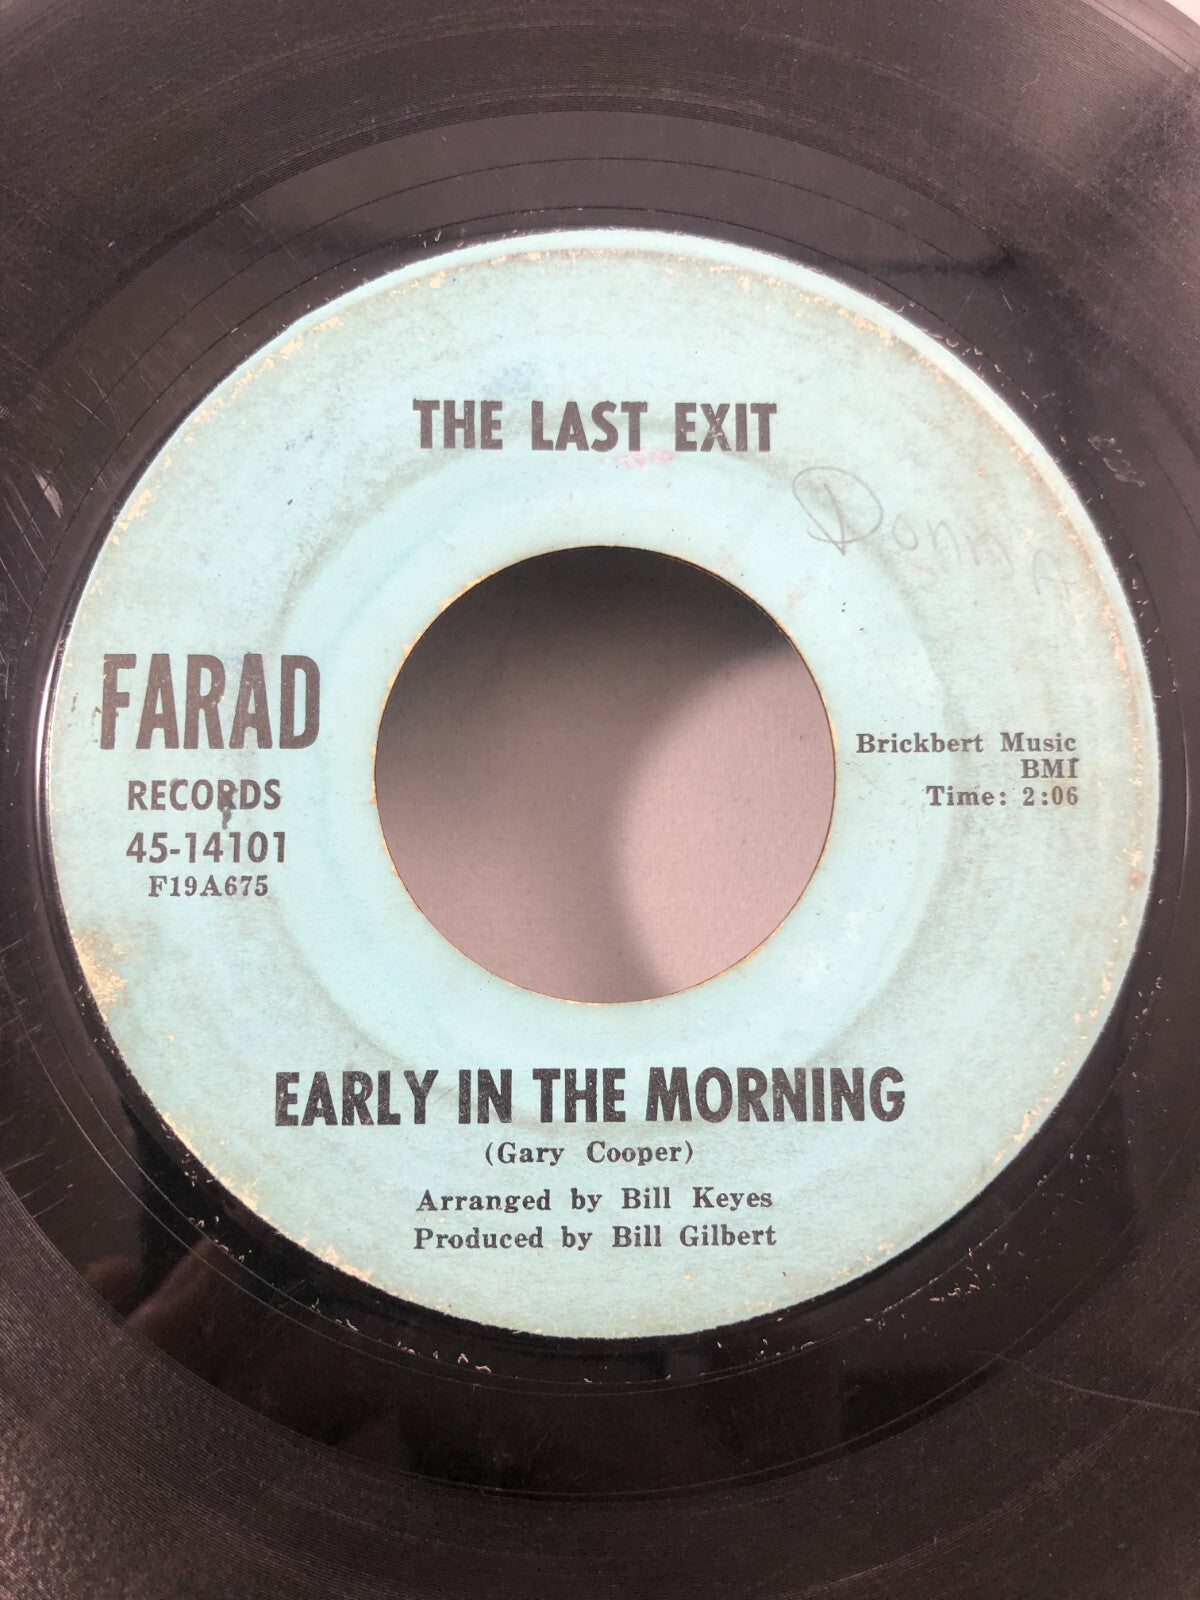 THE LAST EXIT
Donna
FARAD
RECORDS
45-14101
F19A675
Brickbert Music
BMI
Time: 2:06
EARLY IN THE MORNING
(Gary Cooper)
Arranged by Bill Keyes
Produced by Bill Gilbert